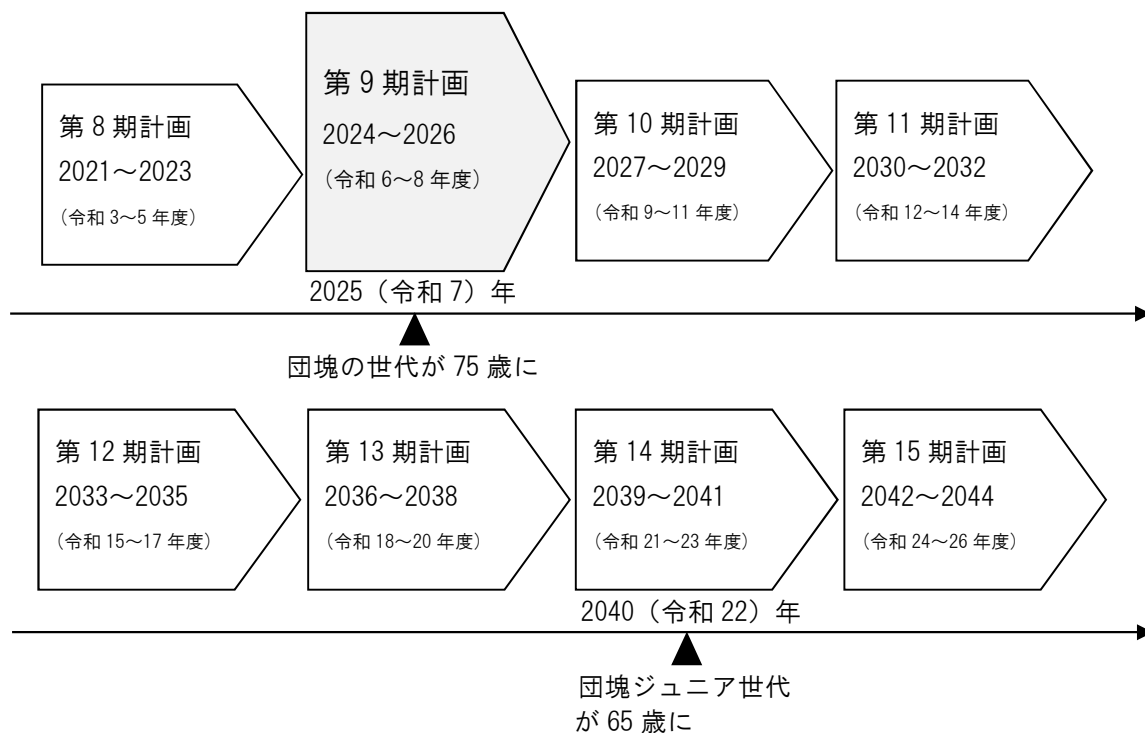 第 8 期計画
2021～2023
（令和 3～5 年度）
第 9 期計画
2024～2026
（令和 6～8 年度）
第 10 期計画
2027～2029
（令和 9～11 年度）
第 11 期計画
2030～2032
（令和 12～14 年度）
2025（令和 7）年
団塊の世代が 75 歳に
第 12 期計画
2033～2035
（令和 15～17 年度）
第 13 期計画
2036～2038
（令和 18～20 年度）
第 14 期計画
2039～2041
（令和 21～23 年度）
第 15 期計画
2042～2044
（令和 24～26 年度）
2040（令和 22）年
団塊ジュニア世代
が 65 歳に